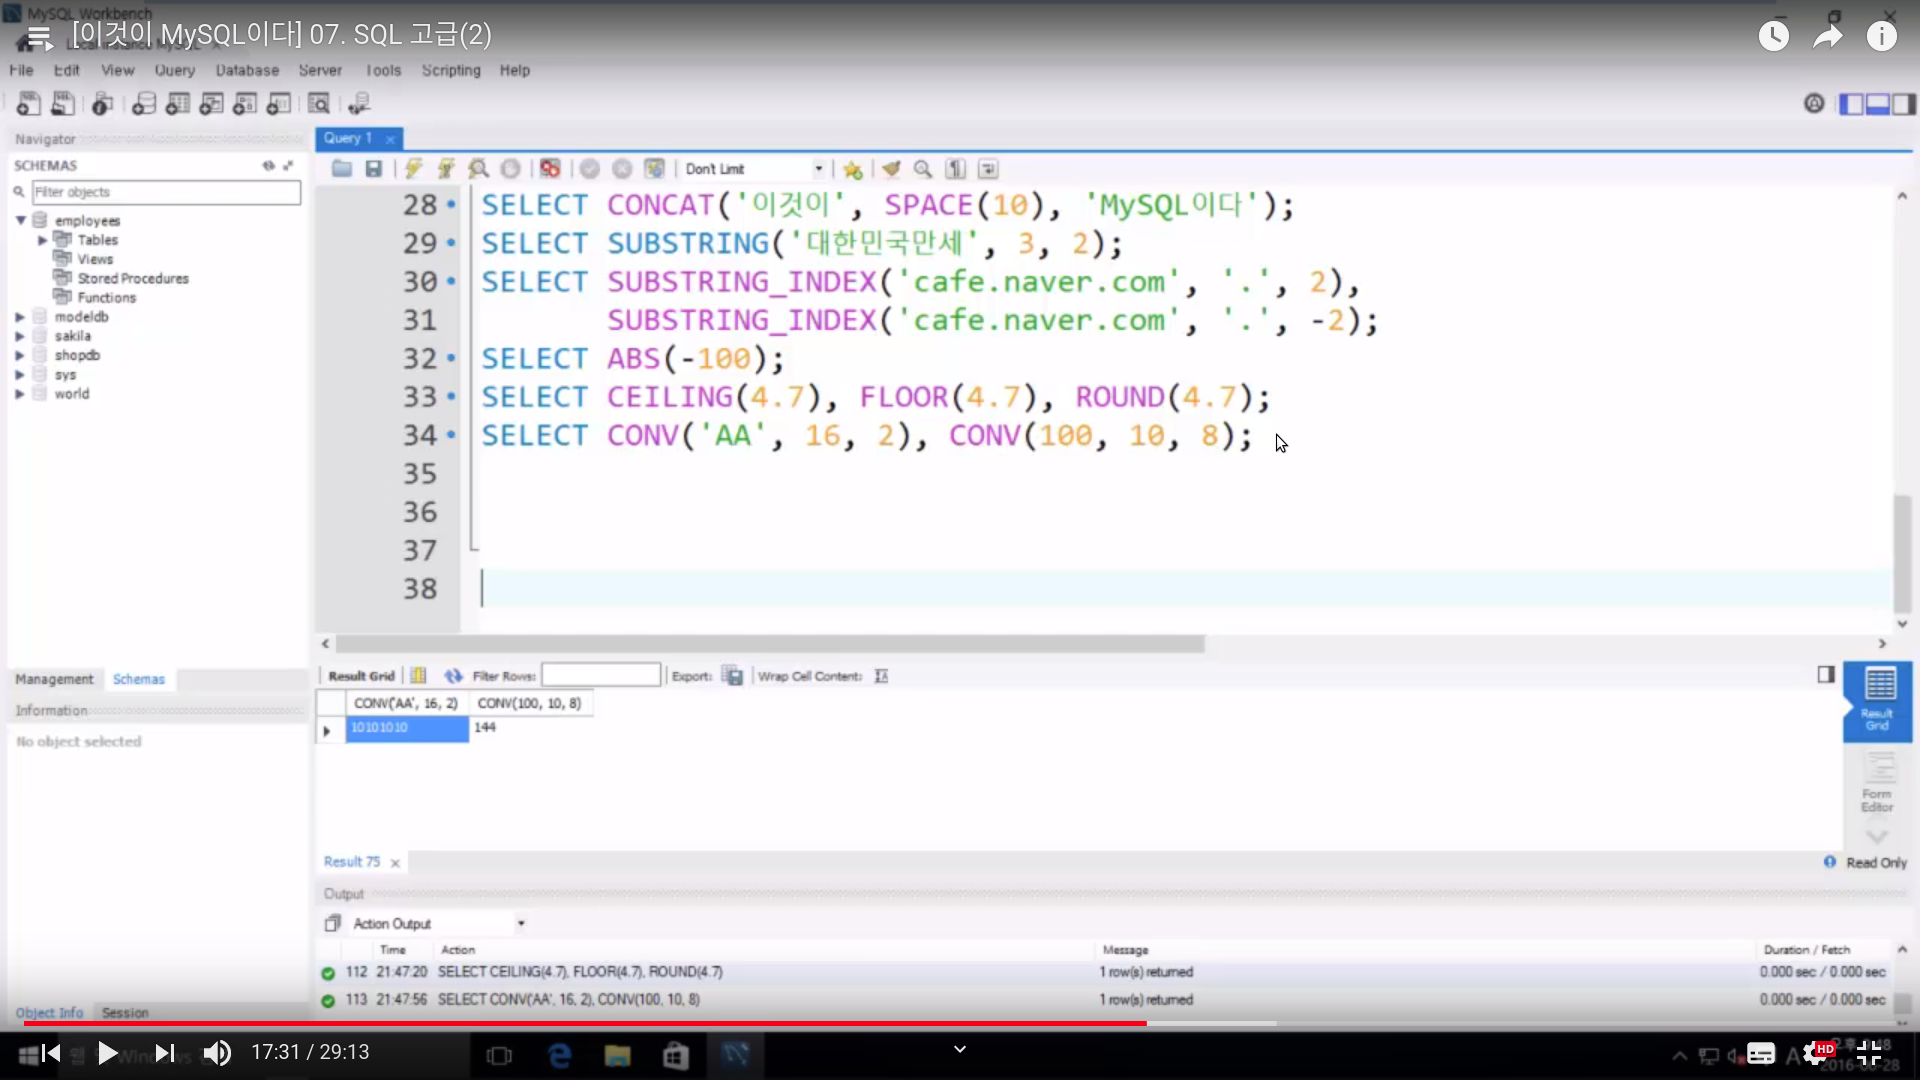 MySQL Workbench
[이것이 MySQL이다] 07. SQL 고급(2)
File Edit View Query Database Server Tools Scripting Help
Navigator
Query 1
SCHEMAS
Don't Limit
Filter objects
employees
Tables
Views
Stored Procedures
Functions
modeldb
sakila
shopdb
sys
world
28 SELECT CONCAT('이것이', SPACE(10), 'MySQL이다');
29 SELECT SUBSTRING('대한민국만세', 3, 2);
30 SELECT SUBSTRING_INDEX('cafe.naver.com', '.', 2),
31 SUBSTRING_INDEX('cafe.naver.com', '.', -2);
32 SELECT ABS(-100);
33 SELECT CEILING(4.7), FLOOR(4.7), ROUND(4.7);
34 SELECT CONV('AA', 16, 2), CONV(100, 10, 8);
35
36
37
38
Management Schemas
Information
No object selected
Result Grid Filter Rows: Export: Wrap Cell Content:
CONV('AA', 16, 2) CONV(100, 10, 8)
10101010 144
Result Grid
Form Editor
Result 75
Read Only
Output
Action Output
Time Action Message Duration / Fetch
112 21:47:20 SELECT CEILING(4.7), FLOOR(4.7), ROUND(4.7) 1 row(s) returned 0.000 sec / 0.000 sec
113 21:47:56 SELECT CONV('AA', 16, 2), CONV(100, 10, 8) 1 row(s) returned 0.000 sec / 0.000 sec
Object Info Session
17:31 / 29:13
HD